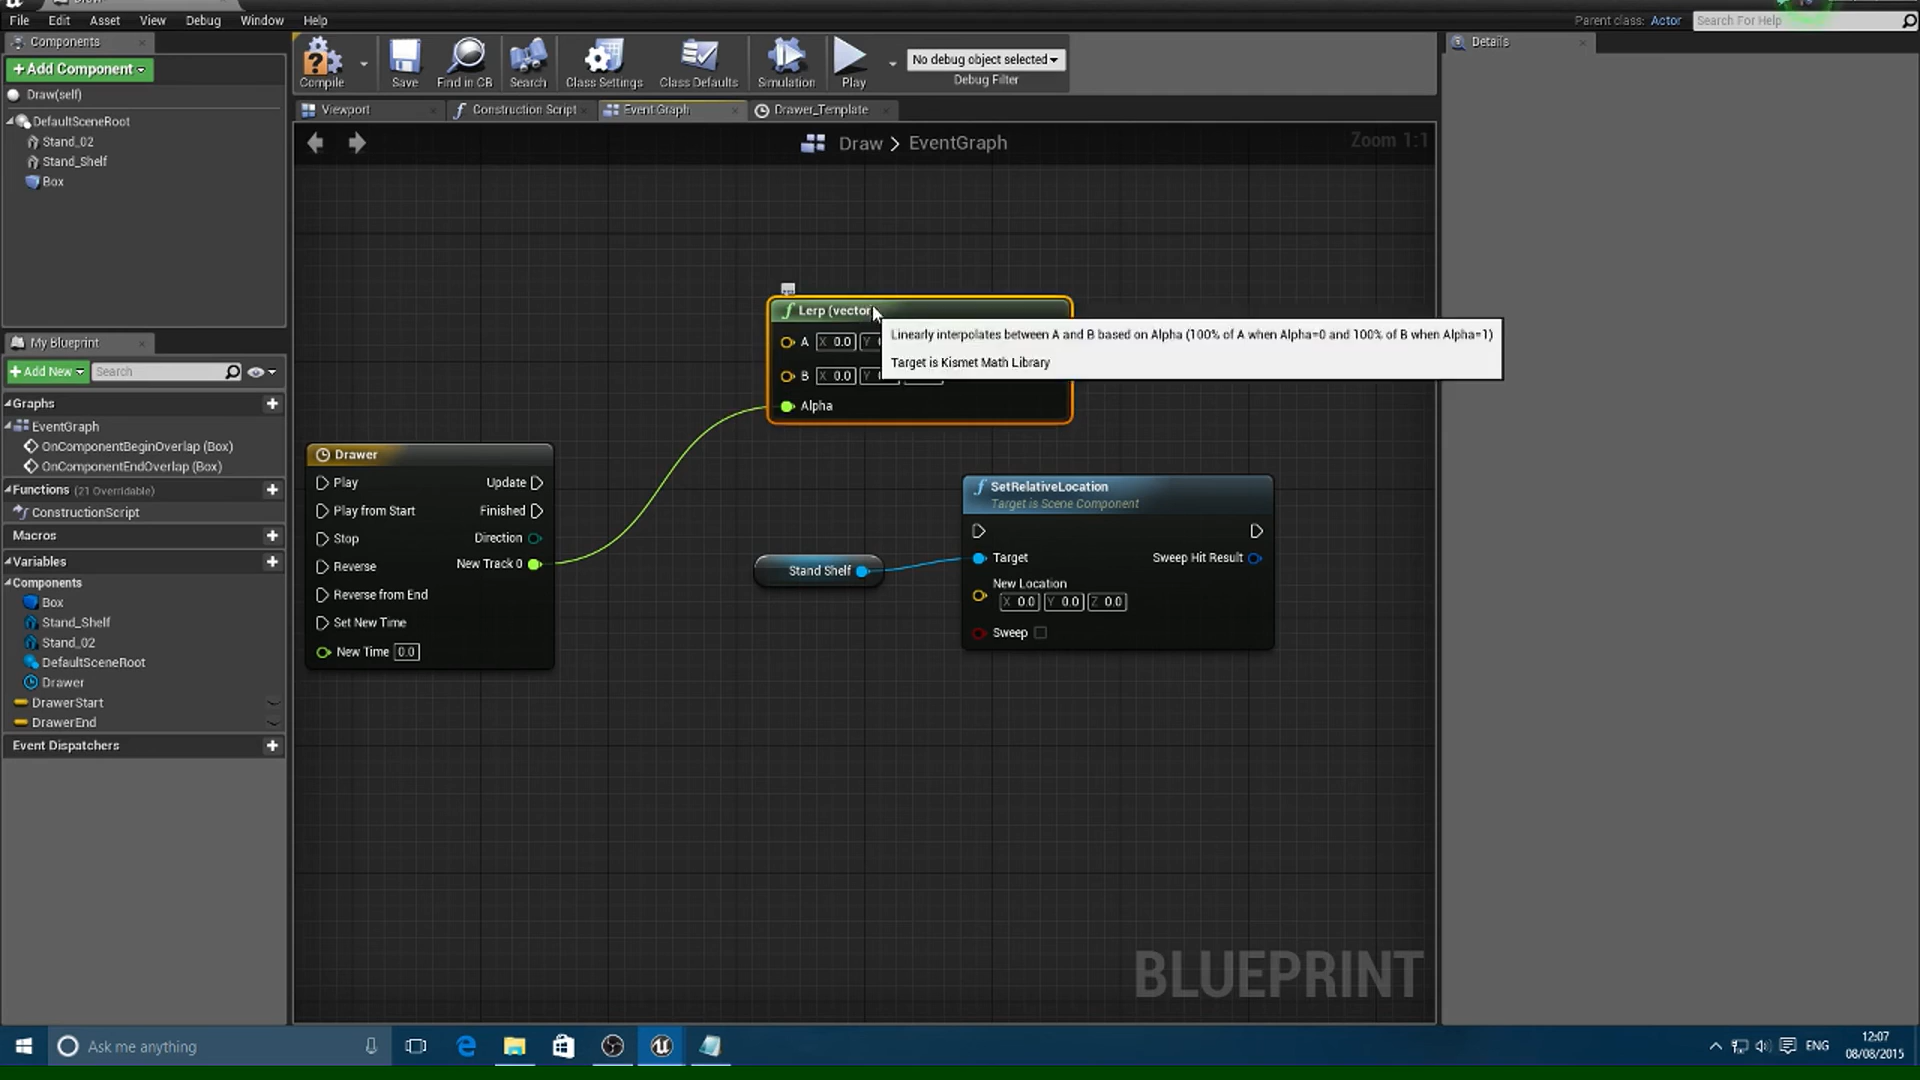 File Edit Asset View Debug Window Help
Parent class: Actor
Search For Help
Components
+Add Component
Draw(self)
DefaultSceneRoot
Stand_02
Stand_Shelf
Box
Compile
Save
Find in CB
Search
Class Settings
Class Defaults
Simulation
Play
No debug object selected
Debug Filter
Details
Viewport
Construction Script
Event Graph
Drawer_Template
Draw > EventGraph
Zoom 1:1
Lerp (vector)
A X 0.0 Y
B X 0.0 Y
Alpha
Linearly interpolates between A and B based on Alpha (100% of A when Alpha=0 and 100% of B when Alpha=1)
Target is Kismet Math Library
Drawer
Play Update
Play from Start Finished
Stop Direction
Reverse New Track 0
Reverse from End
Set New Time
New Time 0.0
Stand Shelf
SetRelativeLocation
Target is Scene Component
Target Sweep Hit Result
New Location
X 0.0 Y 0.0 Z 0.0
Sweep
BLUEPRINT
My Blueprint
+Add New
Search
Graphs
EventGraph
OnComponentBeginOverlap (Box)
OnComponentEndOverlap (Box)
Functions (21 Overridable)
ConstructionScript
Macros
Variables
Components
Box
Stand_Shelf
Stand_02
DefaultSceneRoot
Drawer
DrawerStart
DrawerEnd
Event Dispatchers
Ask me anything
ENG
12:07
08/08/2015